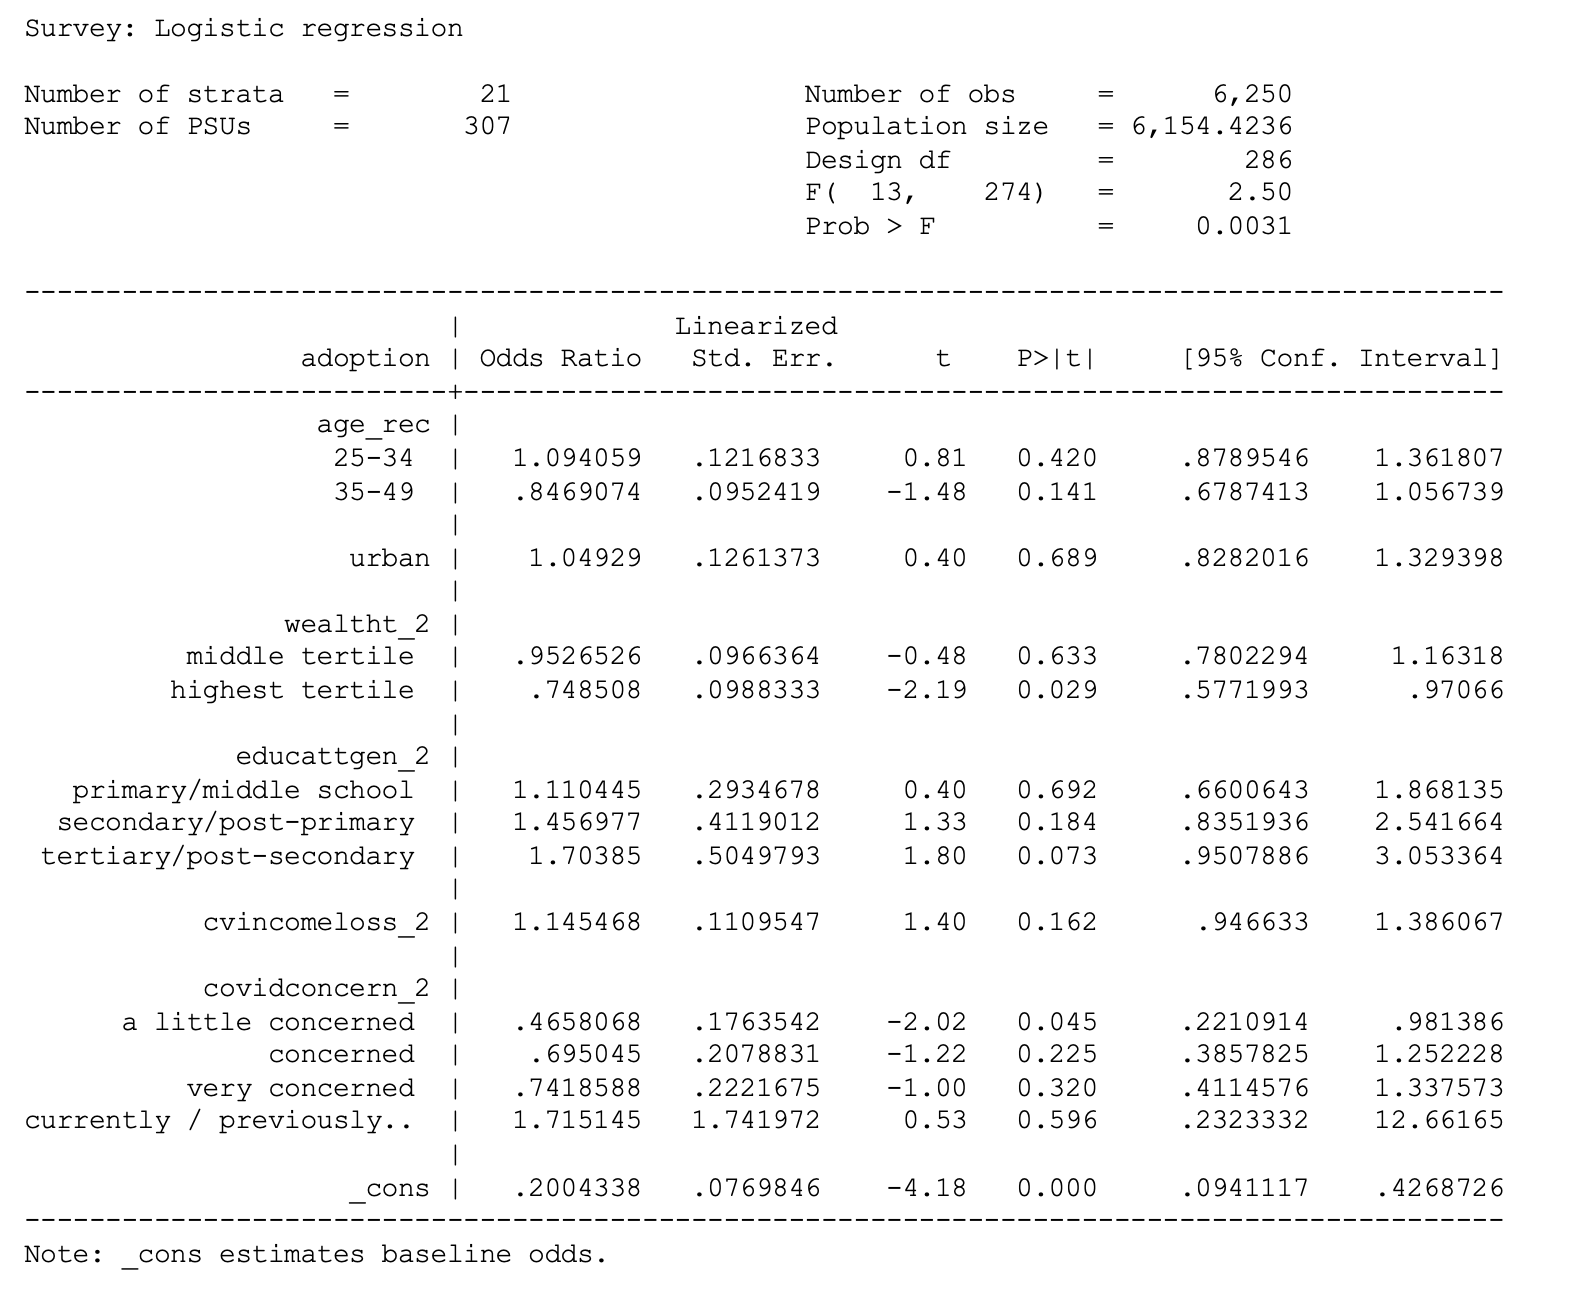 Survey: Logistic regression
Number of strata   =         21                  Number of obs     =      6,250
Number of PSUs     =        307                  Population size   = 6,154.4236
                                                 Design df         =        286
                                                 F(  13,    274)   =       2.50
                                                 Prob > F          =     0.0031
-------------------------------------------------------------------------------------------
                          |             Linearized
                 adoption | Odds Ratio   Std. Err.      t    P>|t|     [95% Conf. Interval]
--------------------------+----------------------------------------------------------------
                  age_rec |
                   25-34  |   1.094059   .1216833     0.81   0.420     .8789546    1.361807
                   35-49  |   .8469074   .0952419    -1.48   0.141     .6787413    1.056739
                          |
                    urban |    1.04929   .1261373     0.40   0.689     .8282016    1.329398
                          |
                wealtht_2 |
          middle tertile  |   .9526526   .0966364    -0.48   0.633     .7802294     1.16318
         highest tertile  |    .748508   .0988333    -2.19   0.029     .5771993      .97066
                          |
             educattgen_2 |
   primary/middle school  |   1.110445   .2934678     0.40   0.692     .6600643    1.868135
  secondary/post-primary  |   1.456977   .4119012     1.33   0.184     .8351936    2.541664
 tertiary/post-secondary  |    1.70385   .5049793     1.80   0.073     .9507886    3.053364
                          |
           cvincomeloss_2 |   1.145468   .1109547     1.40   0.162      .946633    1.386067
                          |
           covidconcern_2 |
      a little concerned  |   .4658068   .1763542    -2.02   0.045     .2210914     .981386
               concerned  |    .695045   .2078831    -1.22   0.225     .3857825    1.252228
          very concerned  |   .7418588   .2221675    -1.00   0.320     .4114576    1.337573
currently / previously..  |   1.715145   1.741972     0.53   0.596     .2323332    12.66165
                          |
                    _cons |   .2004338   .0769846    -4.18   0.000     .0941117    .4268726
-------------------------------------------------------------------------------------------
Note: _cons estimates baseline odds.